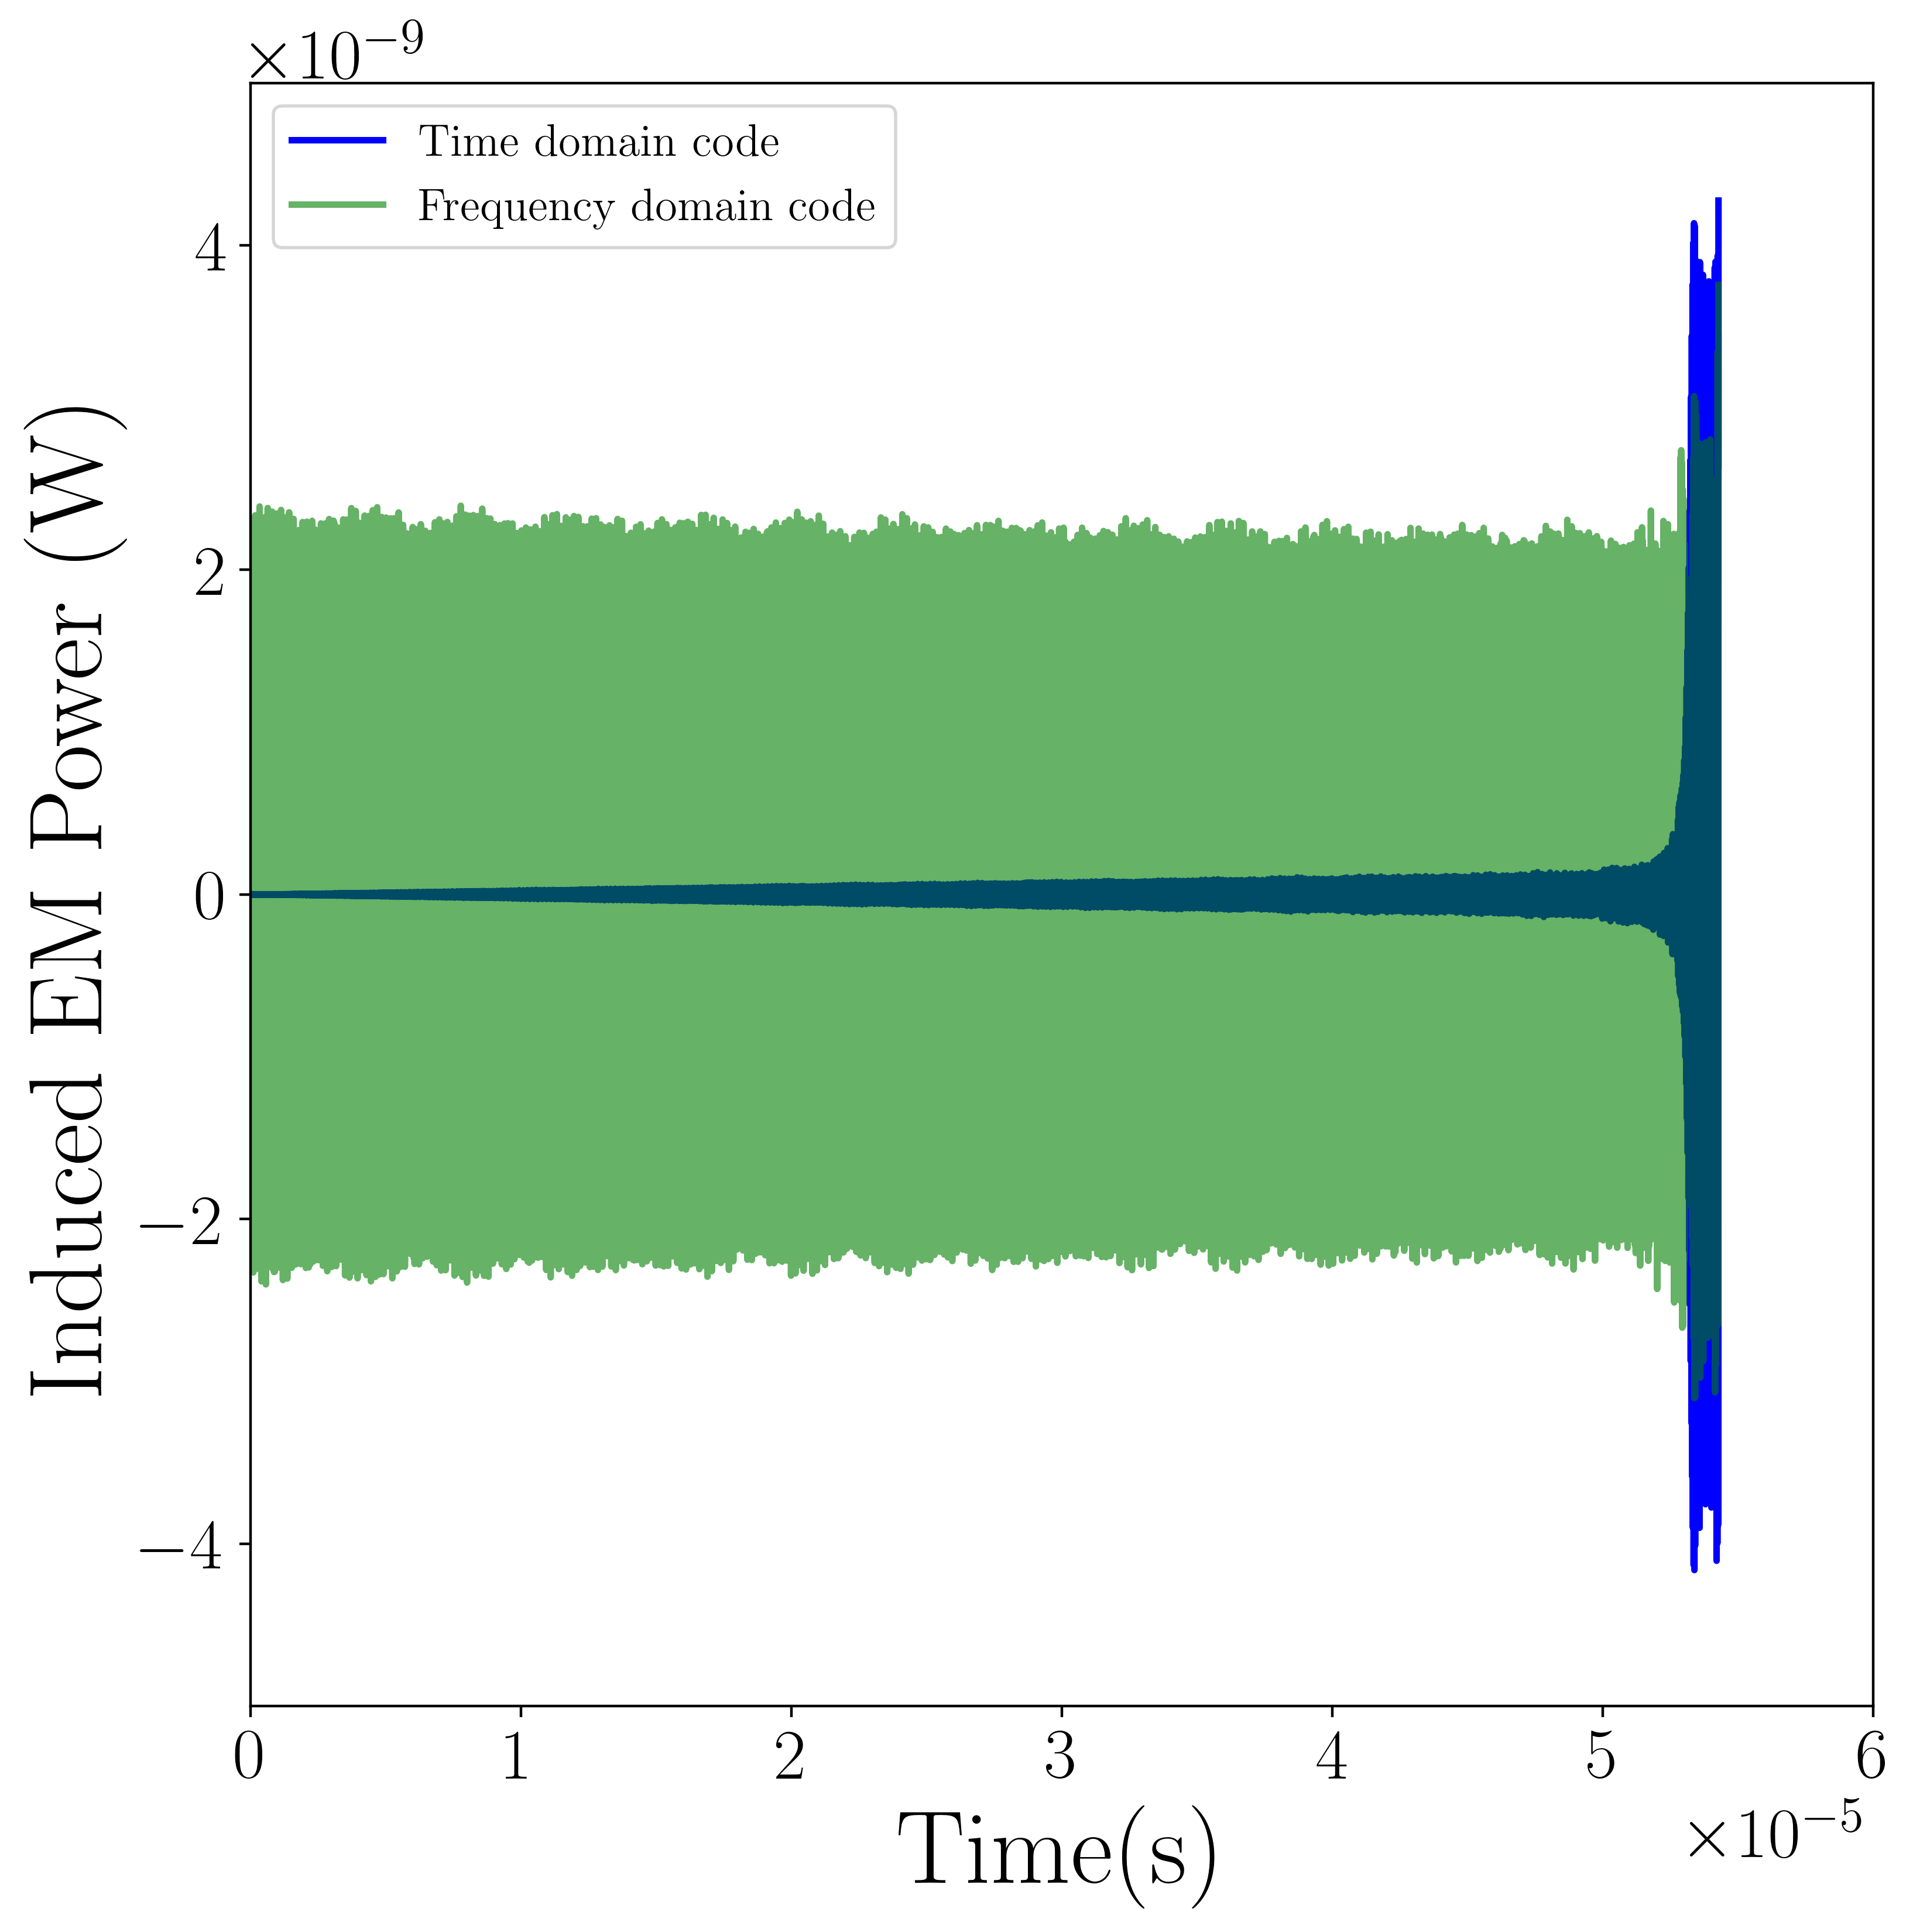 ×10⁻⁹
Time domain code
Frequency domain code
Induced EM Power (W)
4
2
0
−2
−4
0 1 2 3 4 5 6
×10⁻⁵
Time(s)